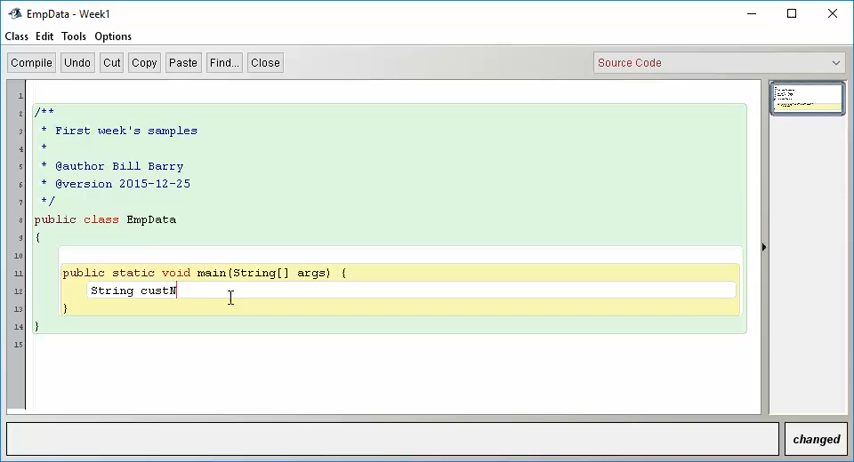 EmpData - Week1
Class Edit Tools Options
Compile Undo Cut Copy Paste Find... Close Source Code
1
2 /**
3 * First week's samples
4 *
5 * @author Bill Barry
6 * @version 2015-12-25
7 */
8 public class EmpData
9 {
10
11 public static void main(String[] args) {
12 String custN
13 }
14 }
15
changed